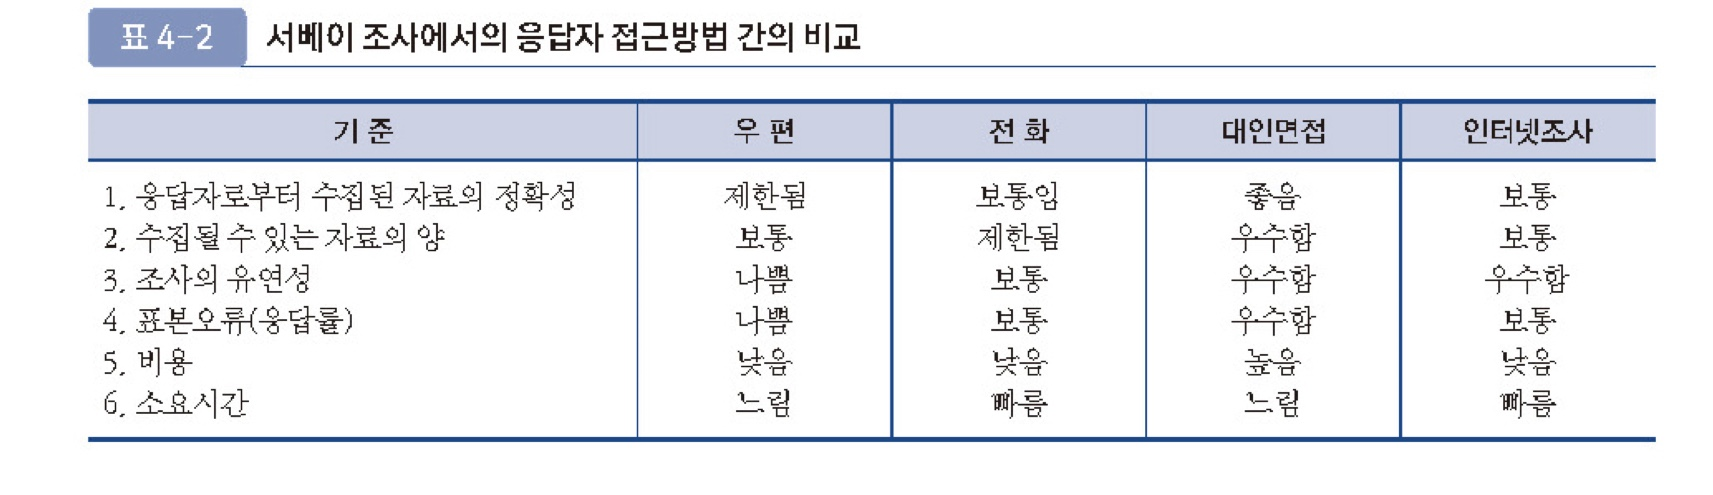 표 4-2 서베이 조사에서의 응답자 접근방법 간의 비교
기 준 우 편 전 화 대인면접 인터넷조사
1. 응답자로부터 수집된 자료의 정확성 제한됨 보통임 좋음 보통
2. 수집될 수 있는 자료의 양 보통 제한됨 우수함 보통
3. 조사의 유연성 나쁨 보통 우수함 우수함
4. 표본오류(응답률) 나쁨 보통 우수함 보통
5. 비용 낮음 낮음 높음 낮음
6. 소요시간 느림 빠름 느림 빠름